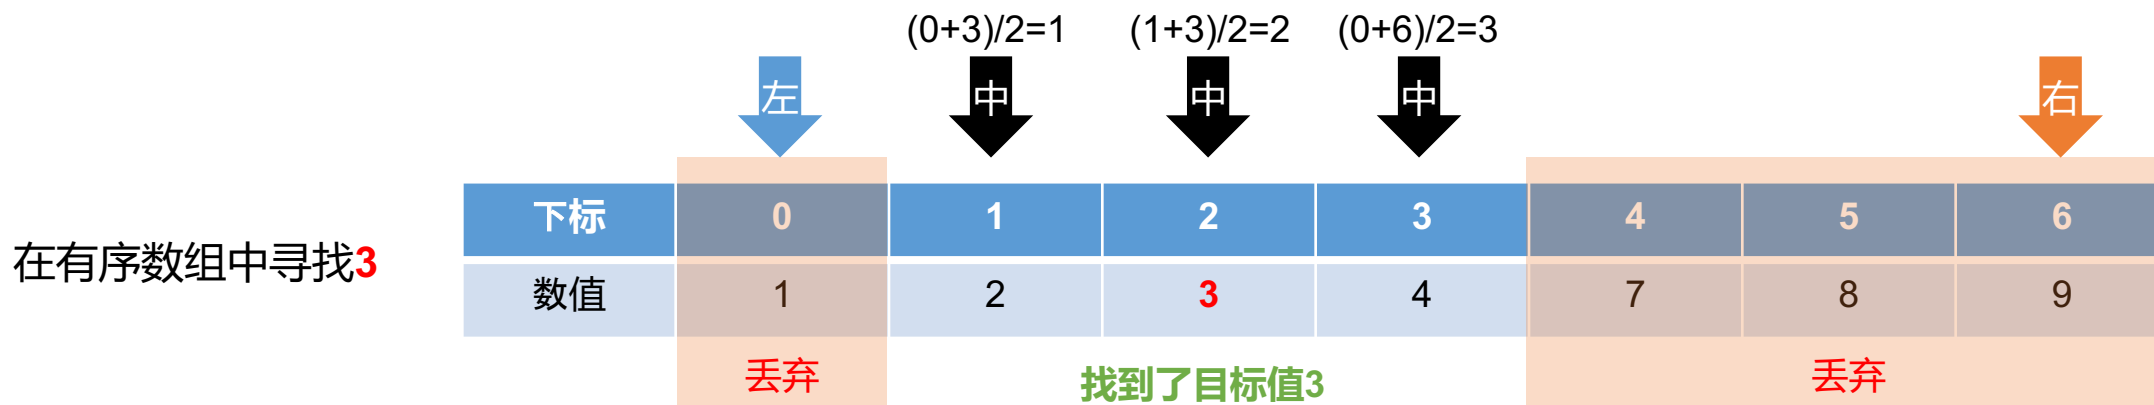 (0+3)/2=1 (1+3)/2=2 (0+6)/2=3
左 中 中 中 右
下标 0 1 2 3 4 5 6
在有序数组中寻找3
数值 1 2 3 4 7 8 9
丢弃 找到了目标值3 丢弃